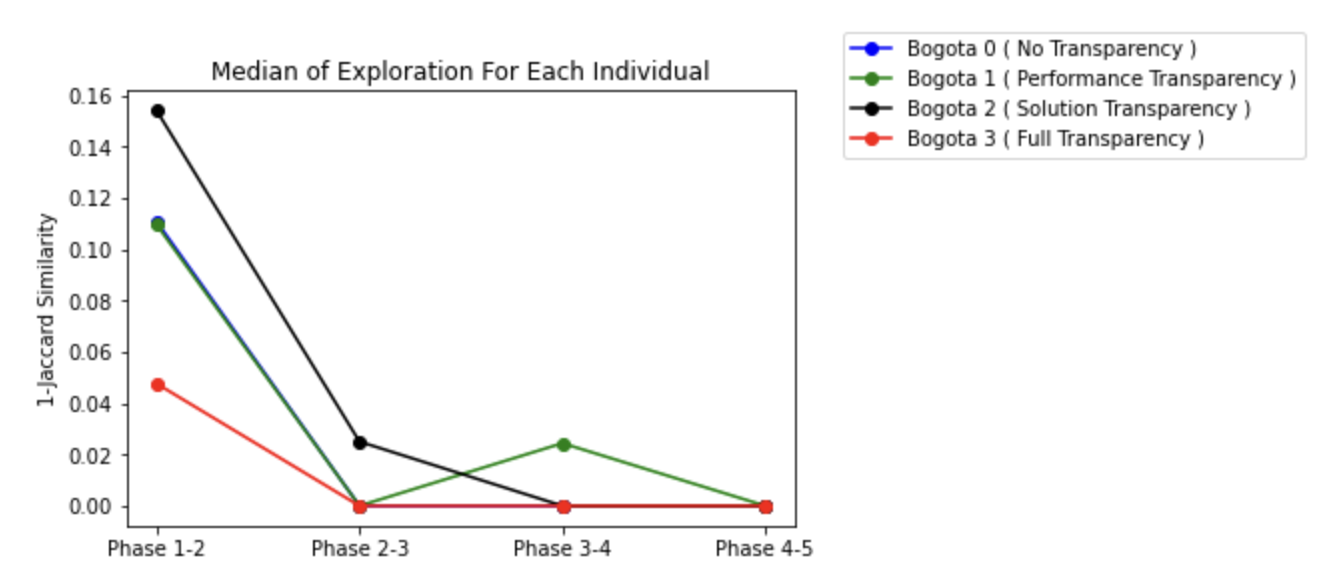 Median of Exploration For Each Individual
Bogota 0 ( No Transparency )
Bogota 1 ( Performance Transparency )
Bogota 2 ( Solution Transparency )
Bogota 3 ( Full Transparency )
1-Jaccard Similarity
0.16
0.14
0.12
0.10
0.08
0.06
0.04
0.02
0.00
Phase 1-2 Phase 2-3 Phase 3-4 Phase 4-5